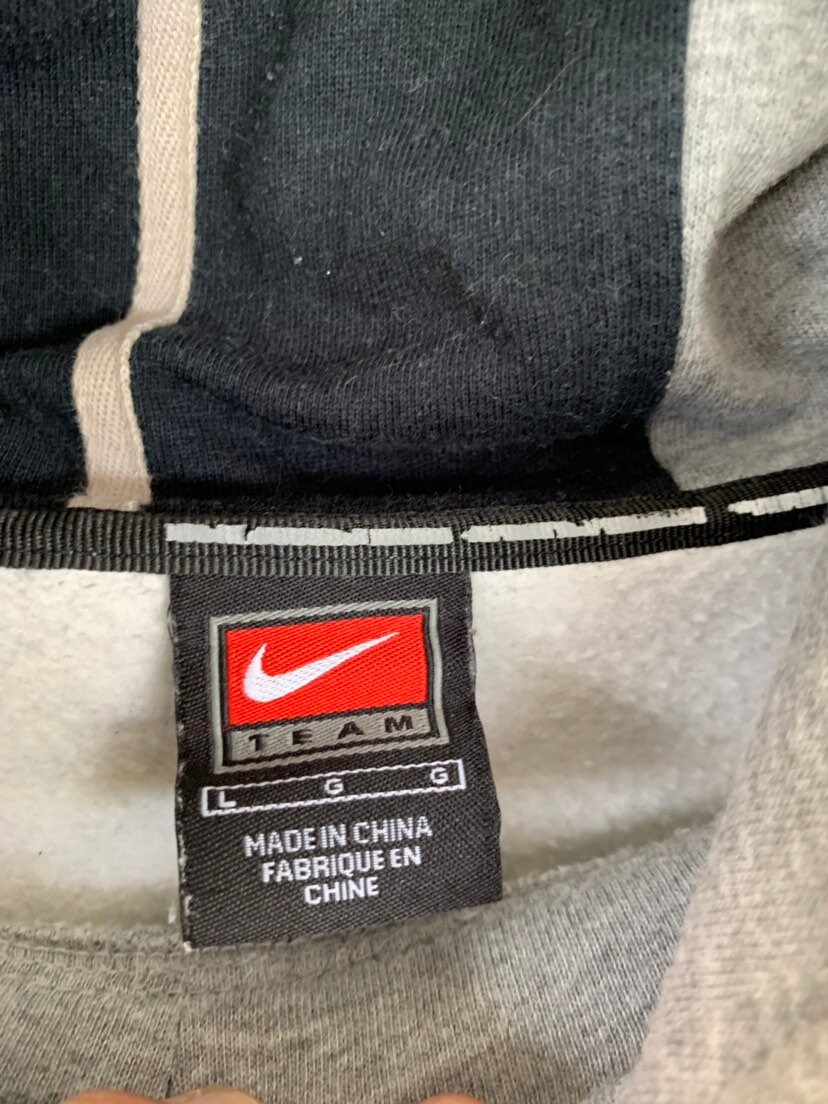 TEAM
L G G
MADE IN CHINA
FABRIQUE EN
CHINE